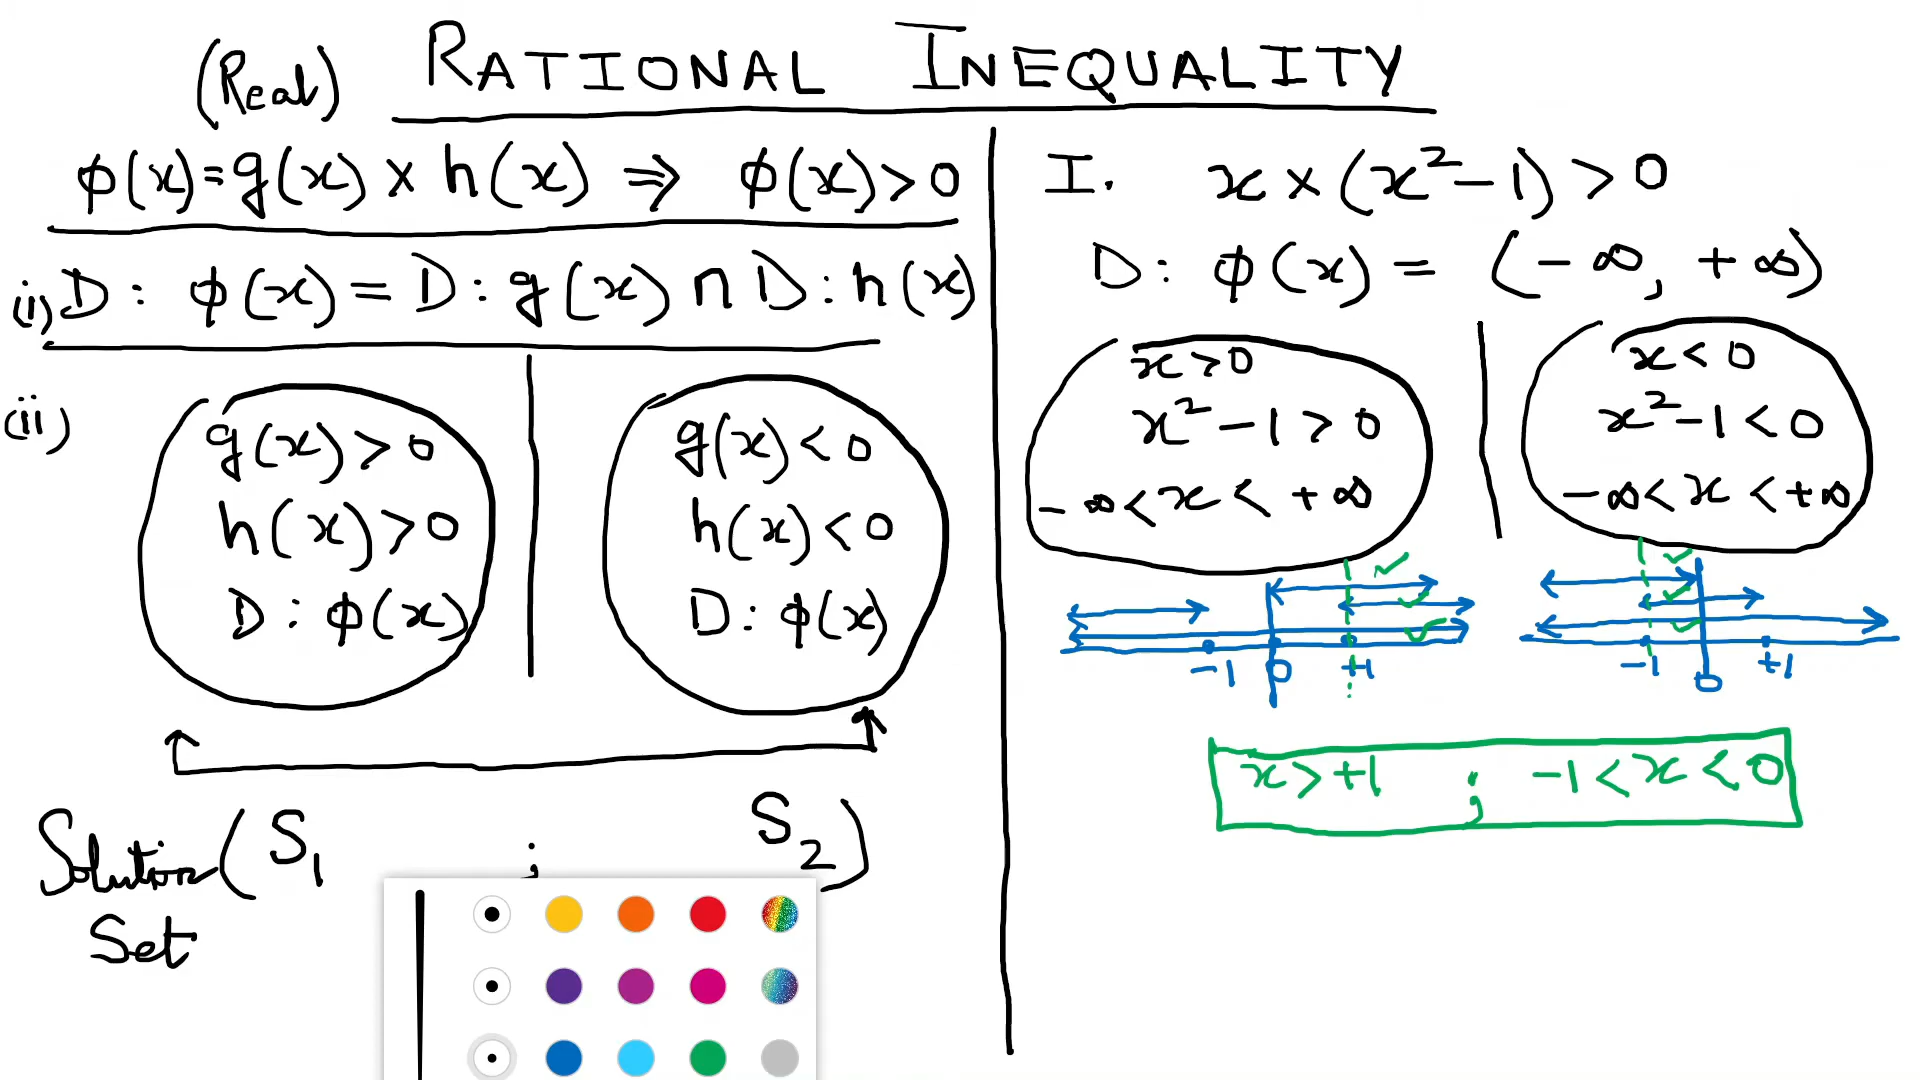 (Real) RATIONAL INEQUALITY
ϕ(x)=g(x) × h(x) ⇒ ϕ(x)>0
(i) D: ϕ(x) = D: g(x) ∩ D: h(x)
(ii)
g(x)>0
h(x)>0
D: ϕ(x)
g(x)<0
h(x)<0
D: ϕ(x)
Solution Set (S₁ ; S₂)
I. x × (x²-1) > 0
D: ϕ(x) = (-∞, +∞)
x>0
x²-1>0
-∞<x<+∞
x<0
x²-1<0
-∞<x<+∞
-1 0 +1
-1 0 +1
x>+1 ; -1<x<0